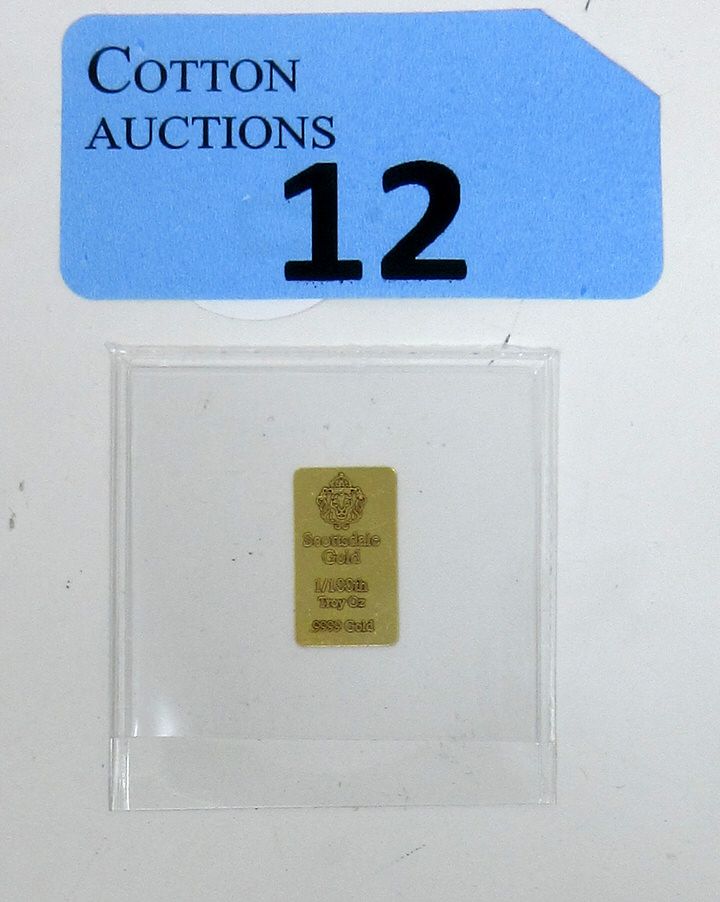 COTTON
AUCTIONS
12
Scottsdale
Gold
1/100th
Troy Oz
.9999 Gold